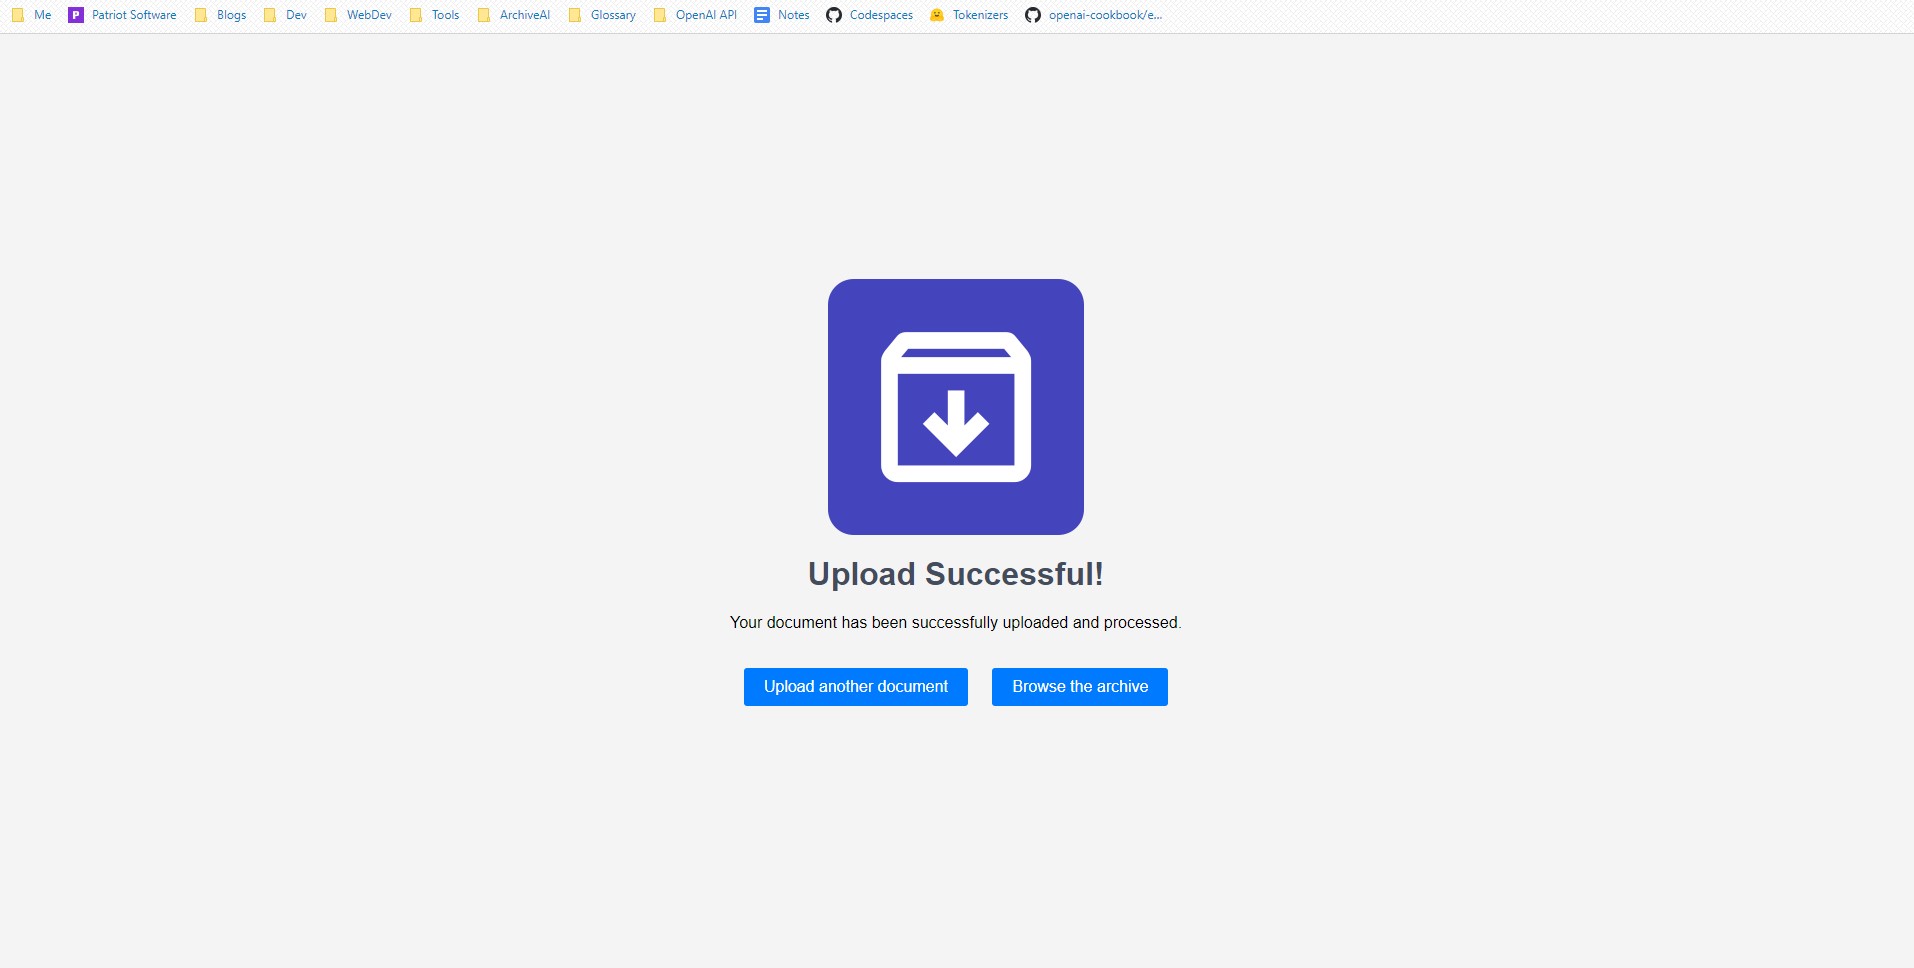 Me P Patriot Software Blogs Dev WebDev Tools ArchiveAI Glossary OpenAI API Notes Codespaces Tokenizers openai-cookbook/e...
Upload Successful!
Your document has been successfully uploaded and processed.
Upload another document Browse the archive